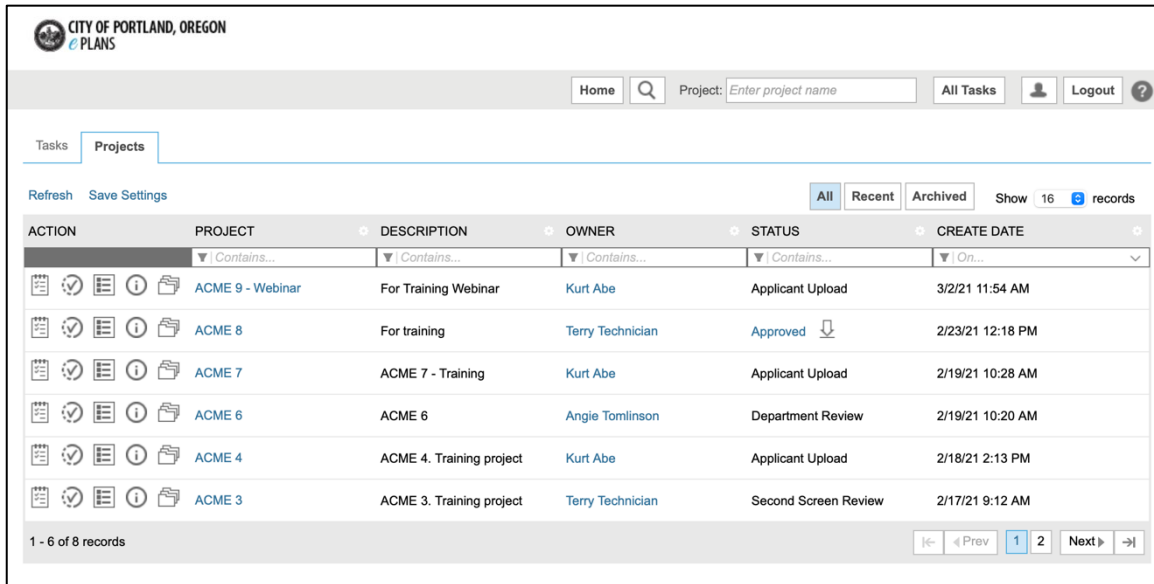 CITY OF PORTLAND, OREGON
e PLANS
Home Project: Enter project name All Tasks Logout ?
Tasks Projects
Refresh Save Settings All Recent Archived Show 16 records
ACTION PROJECT DESCRIPTION OWNER STATUS CREATE DATE
Contains... Contains... Contains... Contains... On...
ACME 9 - Webinar For Training Webinar Kurt Abe Applicant Upload 3/2/21 11:54 AM
ACME 8 For training Terry Technician Approved 2/23/21 12:18 PM
ACME 7 ACME 7 - Training Kurt Abe Applicant Upload 2/19/21 10:28 AM
ACME 6 ACME 6 Angie Tomlinson Department Review 2/19/21 10:20 AM
ACME 4 ACME 4. Training project Kurt Abe Applicant Upload 2/18/21 2:13 PM
ACME 3 ACME 3. Training project Terry Technician Second Screen Review 2/17/21 9:12 AM
1 - 6 of 8 records Prev 1 2 Next